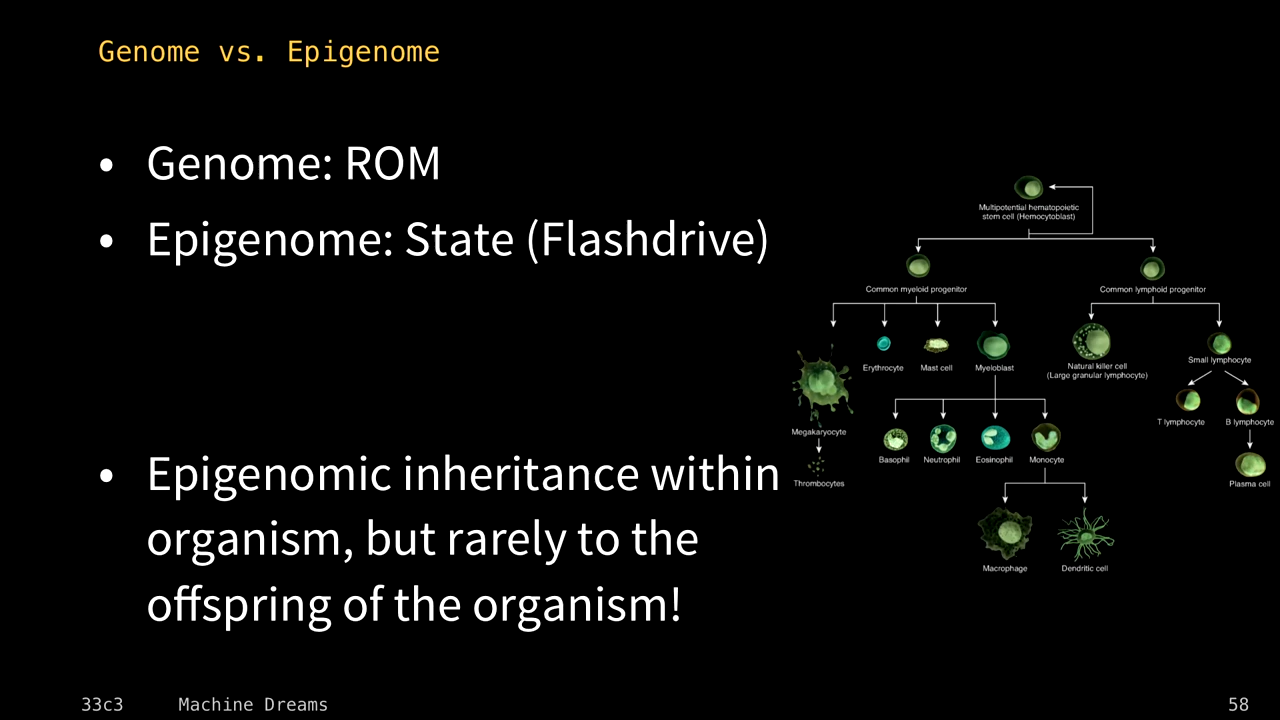 Genome vs. Epigenome
• Genome: ROM
• Epigenome: State (Flashdrive)
• Epigenomic inheritance within
organism, but rarely to the
offspring of the organism!
Multipotential hematopoietic
stem cell (Hemocytoblast)
Common myeloid progenitor
Common lymphoid progenitor
Erythrocyte
Mast cell
Myeloblast
Natural killer cell
(Large granular lymphocyte)
Small lymphocyte
T lymphocyte
B lymphocyte
Megakaryocyte
Basophil
Neutrophil
Eosinophil
Monocyte
Thrombocytes
Plasma cell
Macrophage
Dendritic cell
33c3 Machine Dreams 58